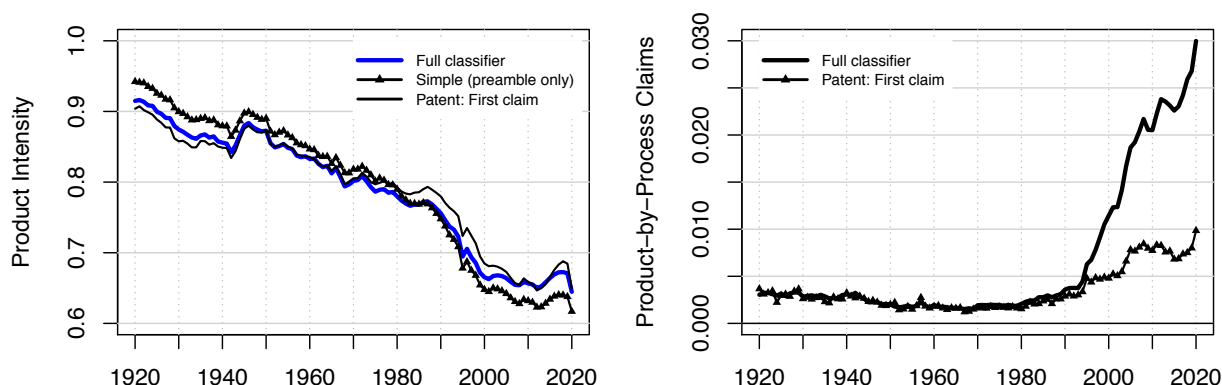 Product Intensity
1.0
0.9
0.8
0.7
0.6
Full classifier
Simple (preamble only)
Patent: First claim
1920 1940 1960 1980 2000 2020
Product−by−Process Claims
0.030
0.020
0.010
0.000
Full classifier
Patent: First claim
1920 1940 1960 1980 2000 2020